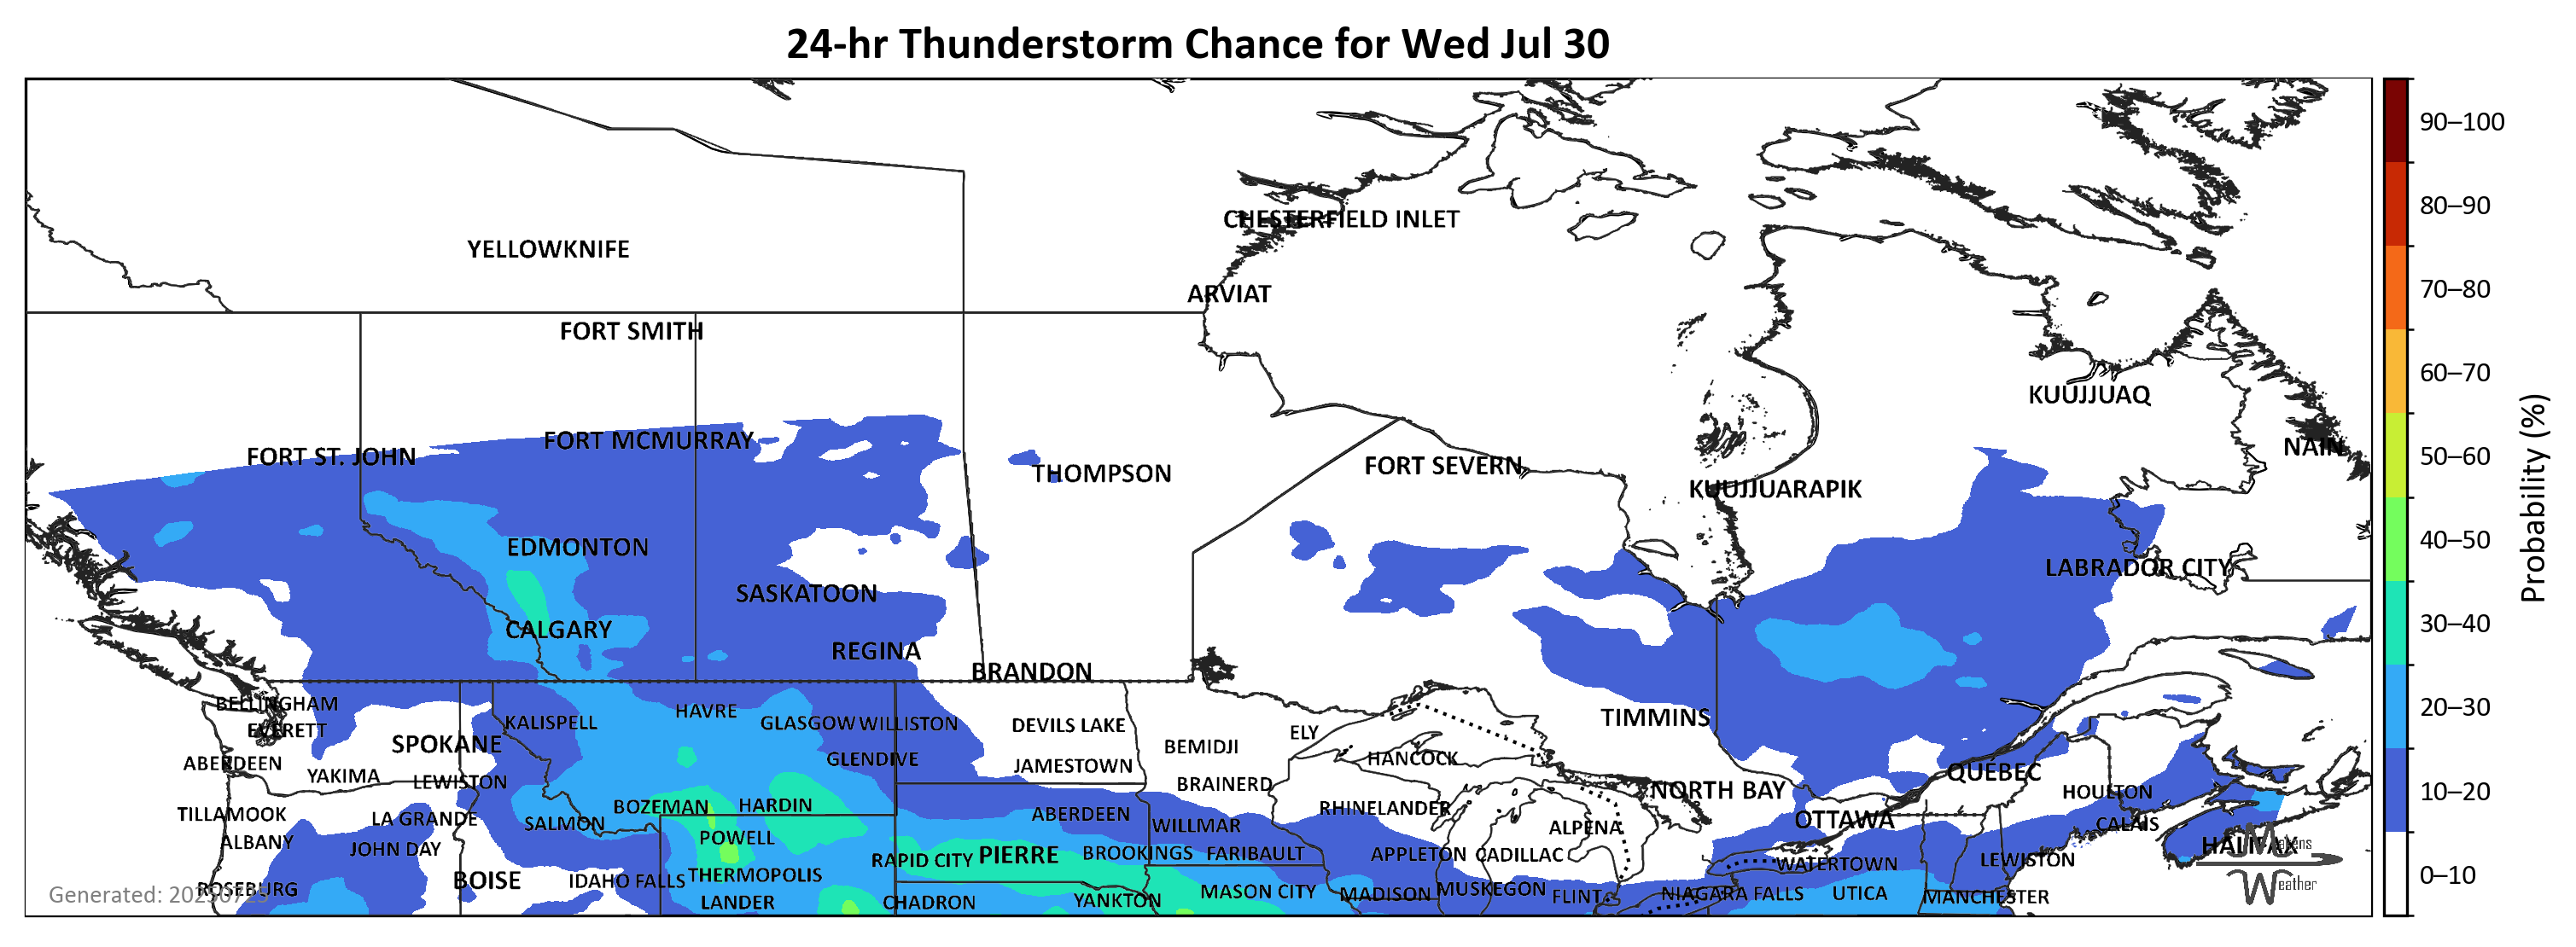 24-hr Thunderstorm Chance for Wed Jul 30
90–100
80–90
70–80
60–70
50–60
40–50
30–40
20–30
10–20
0–10
Probability (%)
CHESTERFIELD INLET
YELLOWKNIFE
ARVIAT
FORT SMITH
KUUJJUAQ
FORT MCMURRAY
NAIN
FORT ST. JOHN
FORT SEVERN
THOMPSON
KUUJJUARAPIK
EDMONTON
LABRADOR CITY
SASKATOON
CALGARY
REGINA
BRANDON
BELLINGHAM
HAVRE
TIMMINS
KALISPELL
GLASGOW
WILLISTON
DEVILS LAKE
EVERETT
ELY
SPOKANE
BEMIDJI
GLENDIVE
HANCOCK
ABERDEEN
JAMESTOWN
QUÉBEC
YAKIMA
LEWISTON
BRAINERD
NORTH BAY
HOULTON
BOZEMAN
HARDIN
RHINELANDER
TILLAMOOK
LA GRANDE
SALMON
ABERDEEN
WILLMAR
ALPENA
OTTAWA
CALAIS
ALBANY
POWELL
HALIFAX
JOHN DAY
RAPID CITY
PIERRE
BROOKINGS
FARIBAULT
APPLETON
CADILLAC
WATERTOWN
LEWISTON
BOISE
IDAHO FALLS
THERMOPOLIS
ROSEBURG
MASON CITY
MADISON
MUSKEGON
FLINT
NIAGARA FALLS
UTICA
MANCHESTER
LANDER
CHADRON
YANKTON
Weather